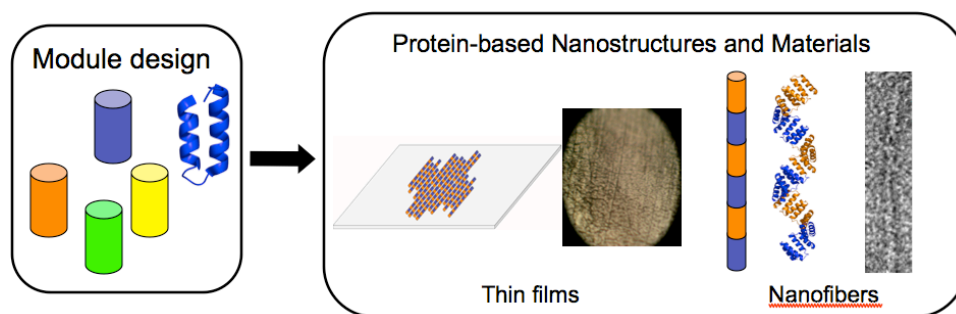 Module design
Protein-based Nanostructures and Materials
Thin films
Nanofibers